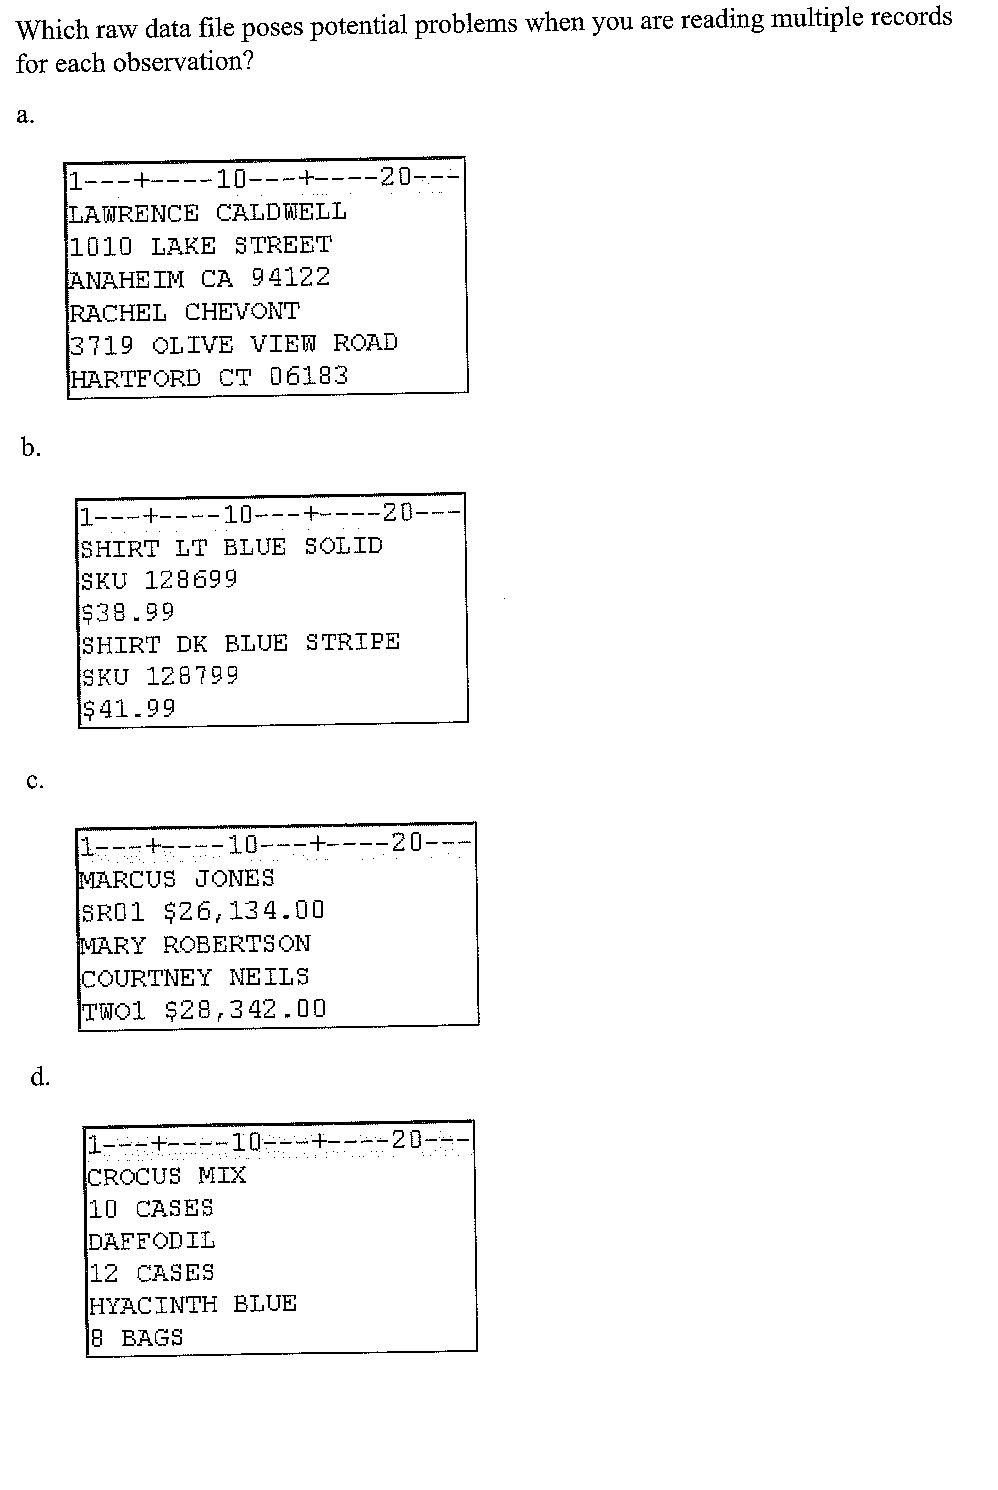 Which raw data file poses potential problems when you are reading multiple records
for each observation?
a.
1---+----10---+----20---
LAWRENCE CALDWELL
1010 LAKE STREET
ANAHEIM CA 94122
RACHEL CHEVONT
3719 OLIVE VIEW ROAD
HARTFORD CT 06183
b.
1---+----10---+----20---
SHIRT LT BLUE SOLID
SKU 128699
$38.99
SHIRT DK BLUE STRIPE
SKU 128799
$41.99
c.
1---+----10---+----20---
MARCUS JONES
SR01 $26,134.00
MARY ROBERTSON
COURTNEY NEILS
TWO1 $28,342.00
d.
1---+----10---+----20---
CROCUS MIX
10 CASES
DAFFODIL
12 CASES
HYACINTH BLUE
8 BAGS